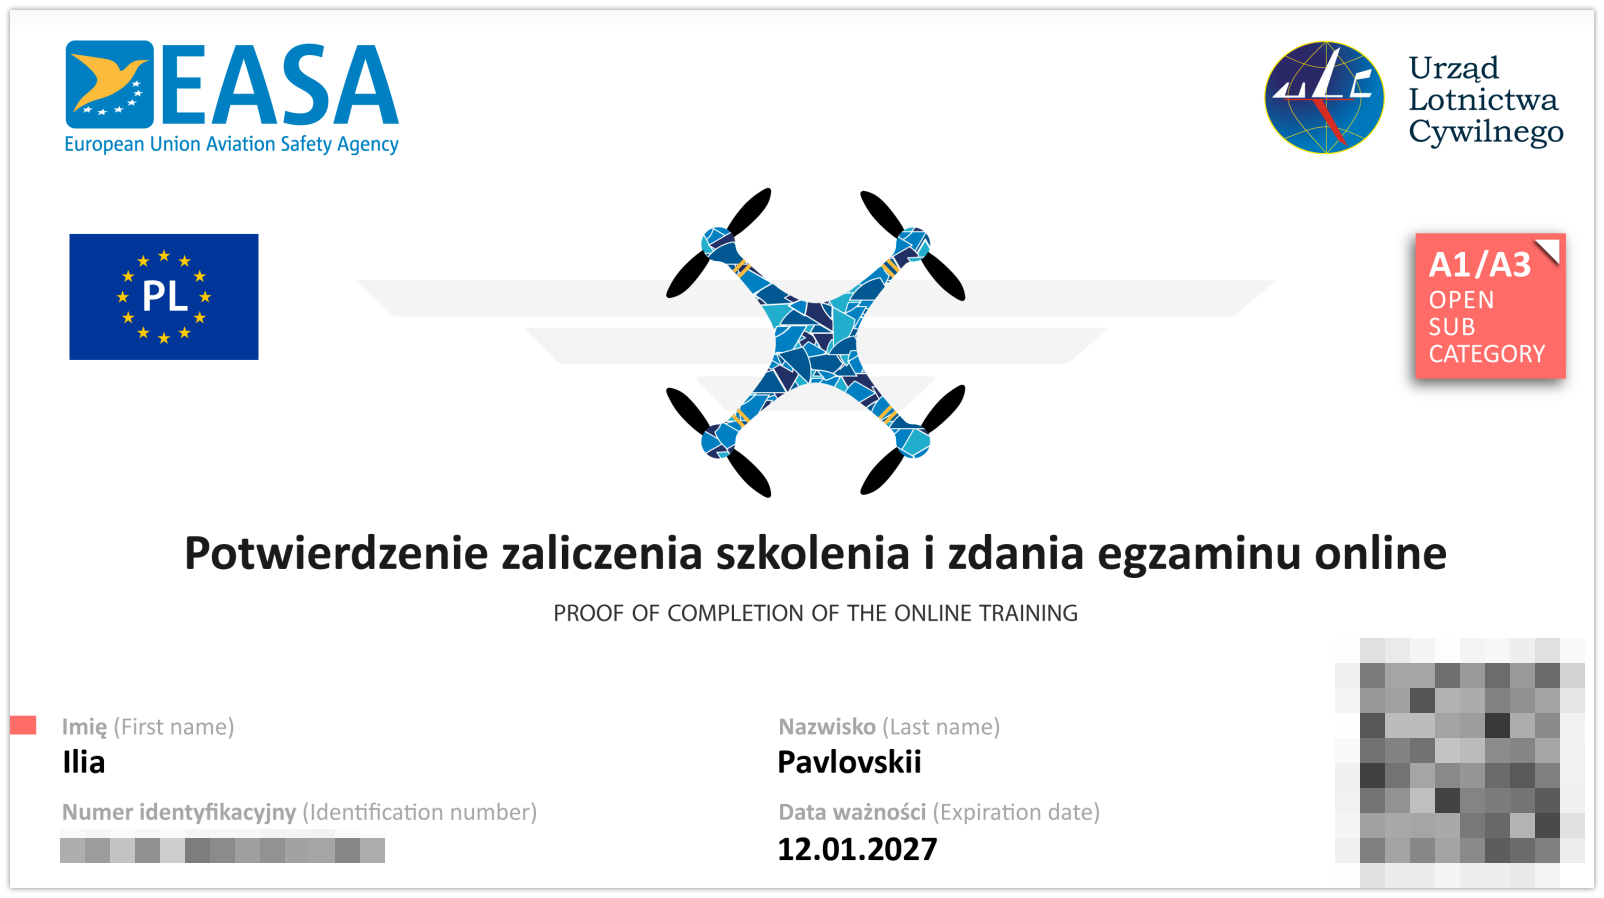 EASA
European Union Aviation Safety Agency
Urząd
Lotnictwa
Cywilnego
PL
A1/A3
OPEN
SUB
CATEGORY
Potwierdzenie zaliczenia szkolenia i zdania egzaminu online
PROOF OF COMPLETION OF THE ONLINE TRAINING
Imię (First name)
Ilia
Nazwisko (Last name)
Pavlovskii
Numer identyfikacyjny (Identification number)
Data ważności (Expiration date)
12.01.2027